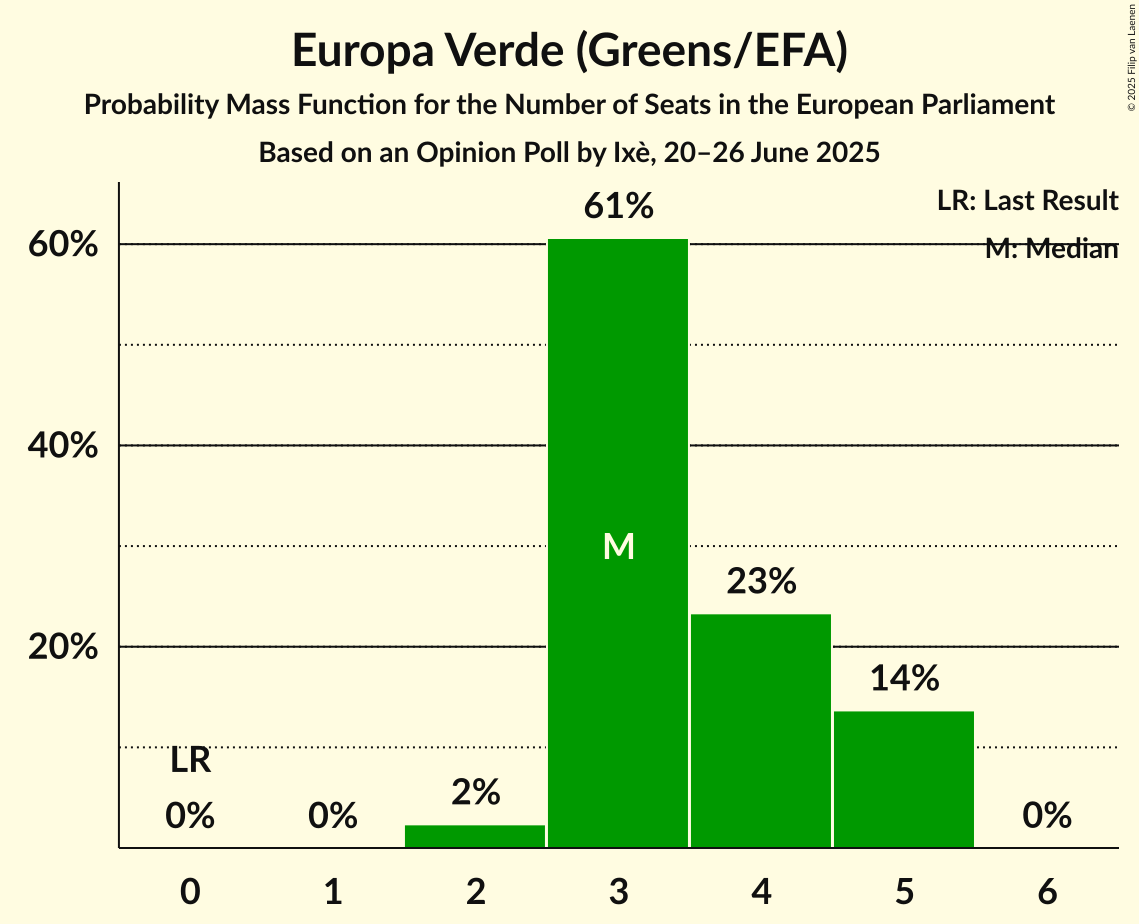 Europa Verde (Greens/EFA)
Probability Mass Function for the Number of Seats in the European Parliament
Based on an Opinion Poll by Ixè, 20–26 June 2025
© 2025 Filip van Laenen
LR: Last Result
M: Median
60%
40%
20%
61%
M
23%
14%
LR
0%
0%
2%
0%
0
1
2
3
4
5
6